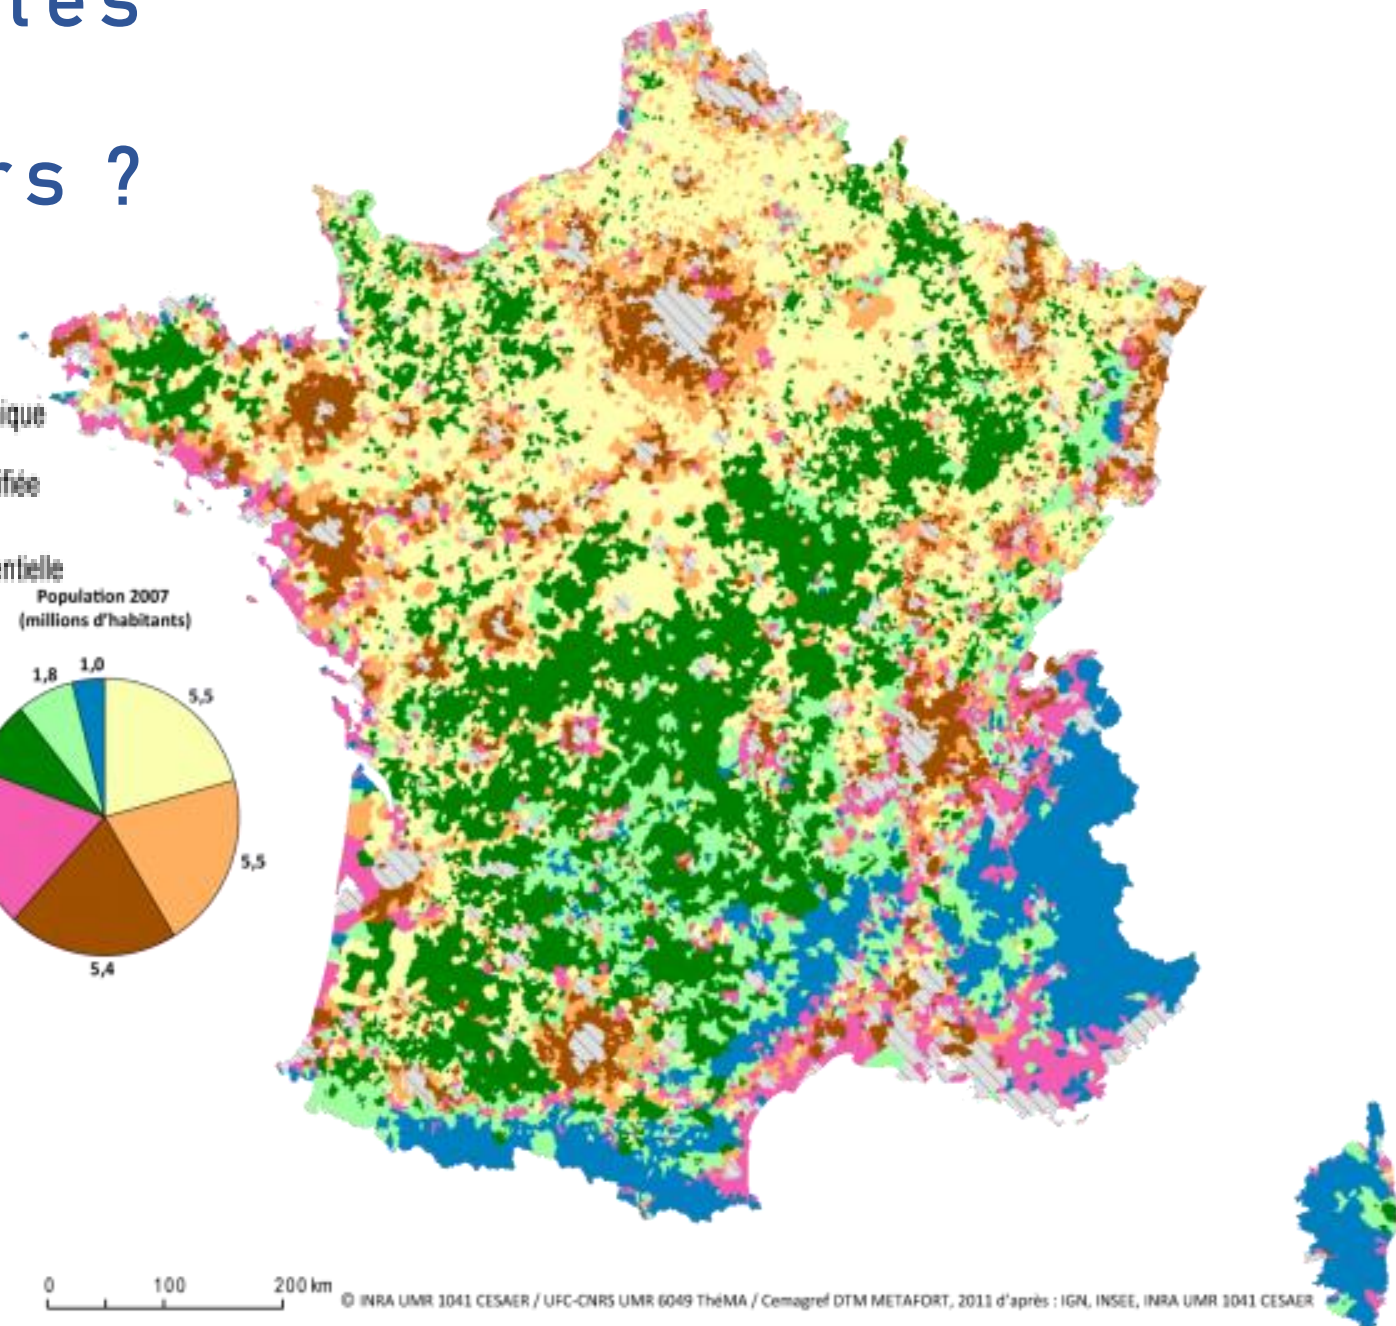 tes
rs ?
ique
ifiée
entielle
Population 2007
(millions d'habitants)
1,8
1,0
5,5
5,5
5,4
0 100 200 km
© INRA UMR 1041 CESAER / UFC-CNRS UMR 6049 ThéMA / Cemagref DTM METAFORT, 2011 d'après : IGN, INSEE, INRA UMR 1041 CESAER